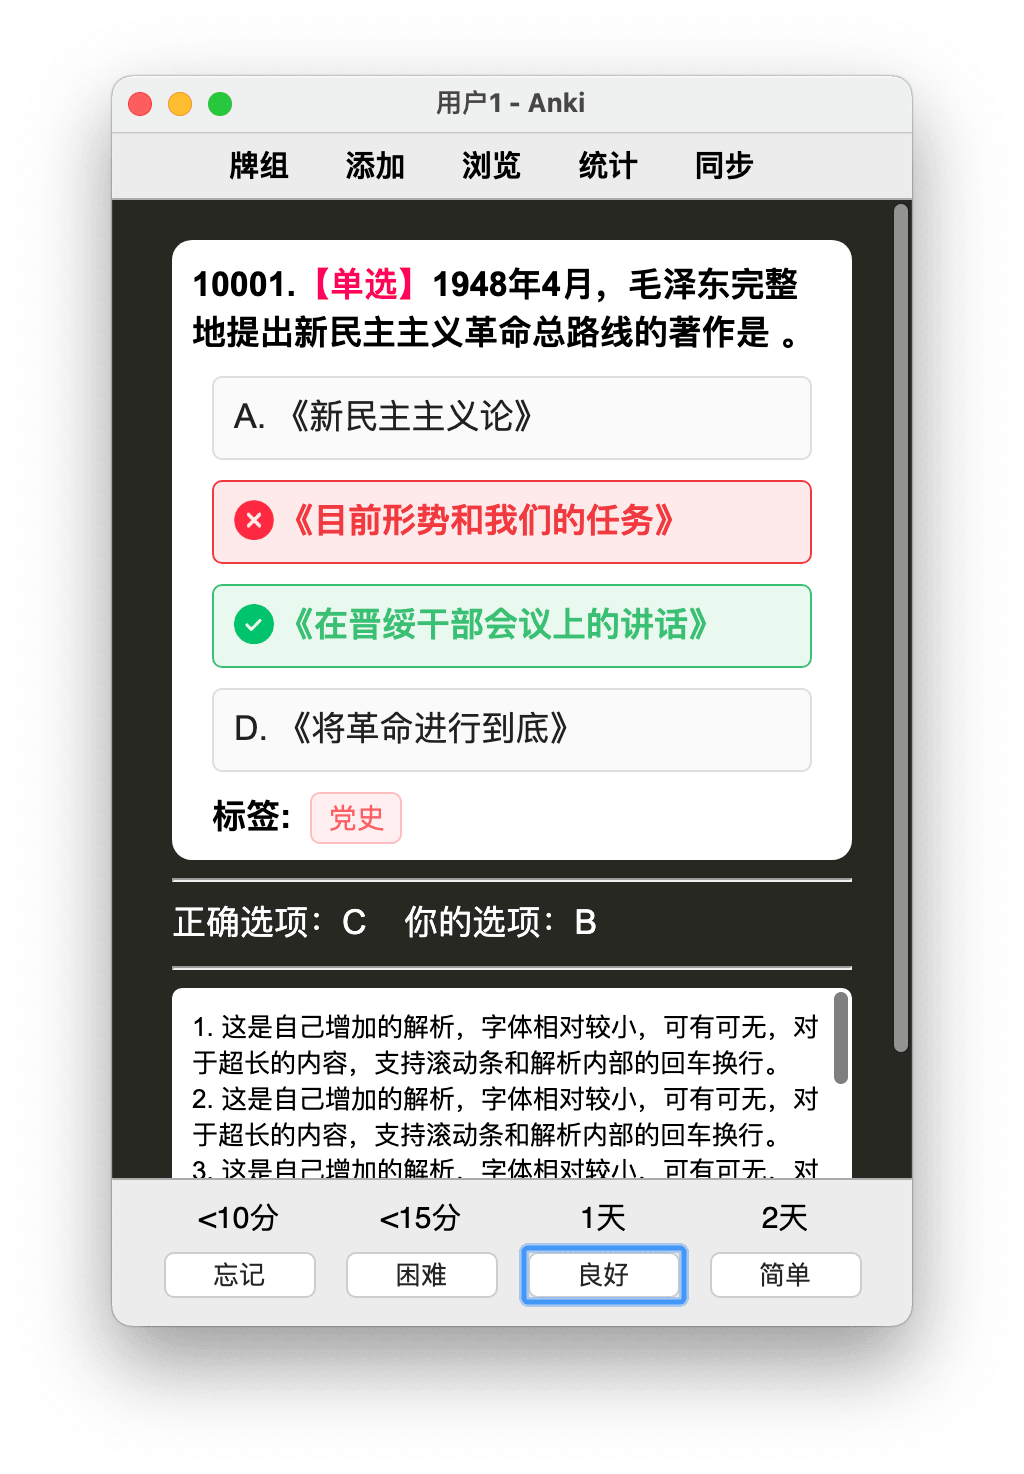 用户1 - Anki
牌组 添加 浏览 统计 同步
10001.【单选】1948年4月，毛泽东完整
地提出新民主主义革命总路线的著作是 。
A. 《新民主主义论》
《目前形势和我们的任务》
《在晋绥干部会议上的讲话》
D. 《将革命进行到底》
标签: 党史
正确选项：C 你的选项：B
1. 这是自己增加的解析，字体相对较小，可有可无，对
于超长的内容，支持滚动条和解析内部的回车换行。
2. 这是自己增加的解析，字体相对较小，可有可无，对
于超长的内容，支持滚动条和解析内部的回车换行。
3. 这是自己增加的解析，字体相对较小，可有可无，对
<10分 <15分 1天 2天
忘记 困难 良好 简单